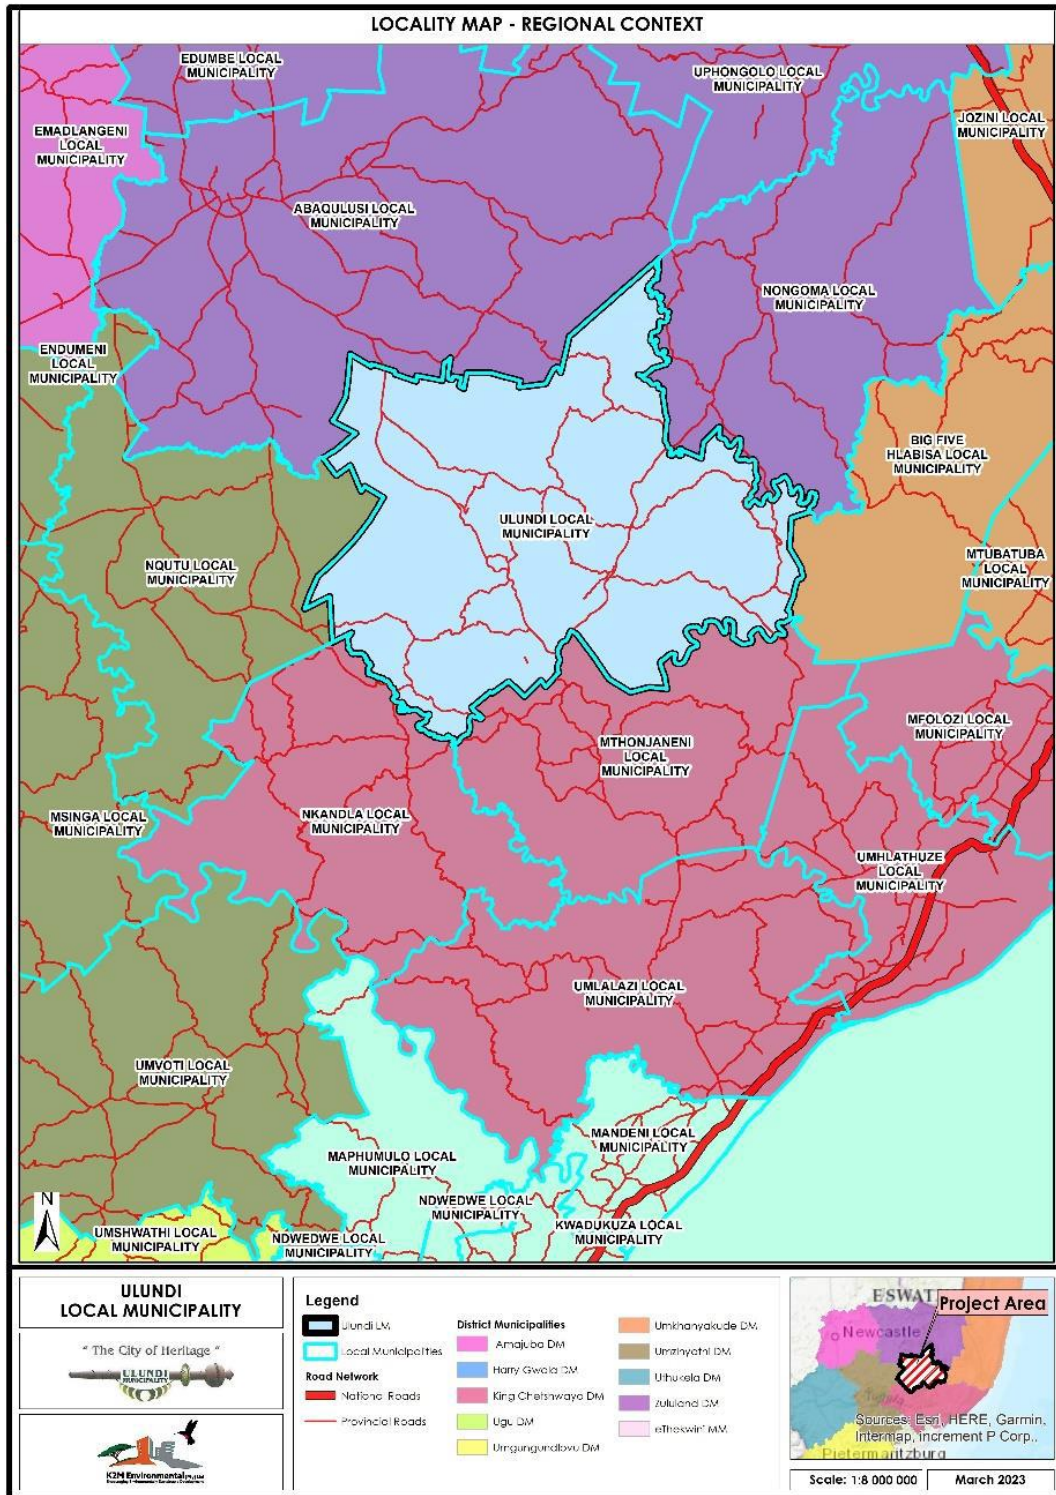 LOCALITY MAP - REGIONAL CONTEXT
EDUMBE LOCAL
MUNICIPALITY
UPHONGOLO LOCAL
MUNICIPALITY
JOZINI LOCAL
MUNICIPALITY
EMADLANGENI
LOCAL
MUNICIPALITY
ABAQULUSI LOCAL
MUNICIPALITY
NONGOMA LOCAL
MUNICIPALITY
ENDUMENI
LOCAL
MUNICIPALITY
BIG FIVE
HLABISA LOCAL
MUNICIPALITY
ULUNDI LOCAL
MUNICIPALITY
MTUBATUBA
LOCAL
MUNICIPALITY
NQUTU LOCAL
MUNICIPALITY
MFOLOZI LOCAL
MUNICIPALITY
MTHONJANENI
LOCAL
MUNICIPALITY
MSINGA LOCAL
MUNICIPALITY
NKANDLA LOCAL
MUNICIPALITY
UMHLATHUZE
LOCAL
MUNICIPALITY
UMLALAZI LOCAL
MUNICIPALITY
UMVOTI LOCAL
MUNICIPALITY
MANDENI LOCAL
MUNICIPALITY
MAPHUMULO LOCAL
MUNICIPALITY
NDWEDWE LOCAL
MUNICIPALITY
KWADUKUZA LOCAL
MUNICIPALITY
UMSHWATHI LOCAL
MUNICIPALITY
NDWEDWE LOCAL
MUNICIPALITY
N
ULUNDI
LOCAL MUNICIPALITY
" The City of Heritage "
ULUNDI
MUNICIPALITY
K2M Environmental
Legend
Ulundi LM
Local Municipalities
Road Network
National Roads
Provincial Roads
District Municipalities
Amajuba DM
Harry Gwala DM
King Chetshwayo DM
Ugu DM
Umgungundlovu DM
Umkhanyakude DM
Umzinyathi DM
Uthukela DM
Zululand DM
eThekwini MM
ESWAT
Project Area
Newcastle
Tugela
Sources: Esri, HERE, Garmin,
Intermap, increment P Corp.,
Pietermaritzburg
Scale: 1:8 000 000
March 2023